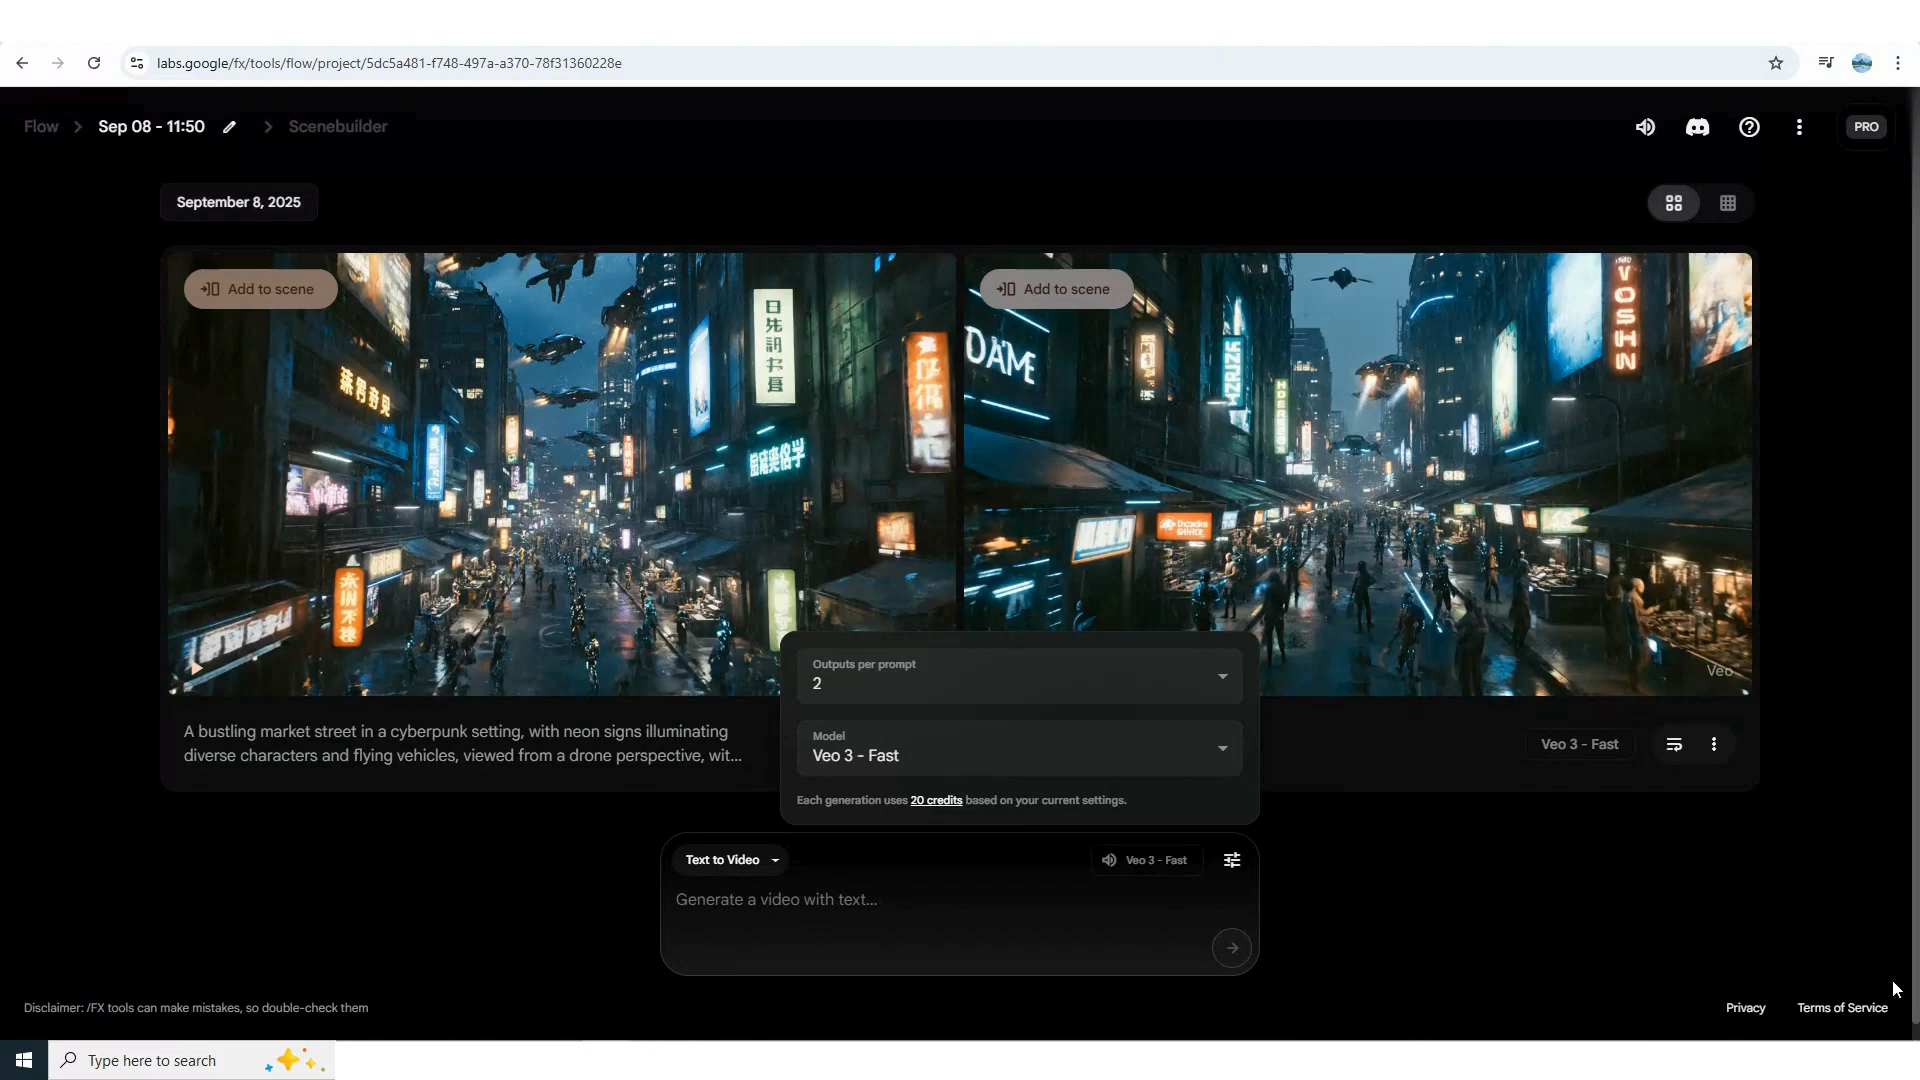 labs.google/fx/tools/flow/project/5dc5a481-f748-497a-a370-78f31360228e
Flow
Sep 08 - 11:50
Scenebuilder
PRO
September 8, 2025
Add to scene
Add to scene
DAME
VOSHN
Veo
Outputs per prompt
2
Model
Veo 3 - Fast
Each generation uses 20 credits based on your current settings.
A bustling market street in a cyberpunk setting, with neon signs illuminating
diverse characters and flying vehicles, viewed from a drone perspective, wit...
Veo 3 - Fast
Text to Video
Veo 3 - Fast
Generate a video with text...
Disclaimer: /FX tools can make mistakes, so double-check them
Privacy
Terms of Service
Type here to search